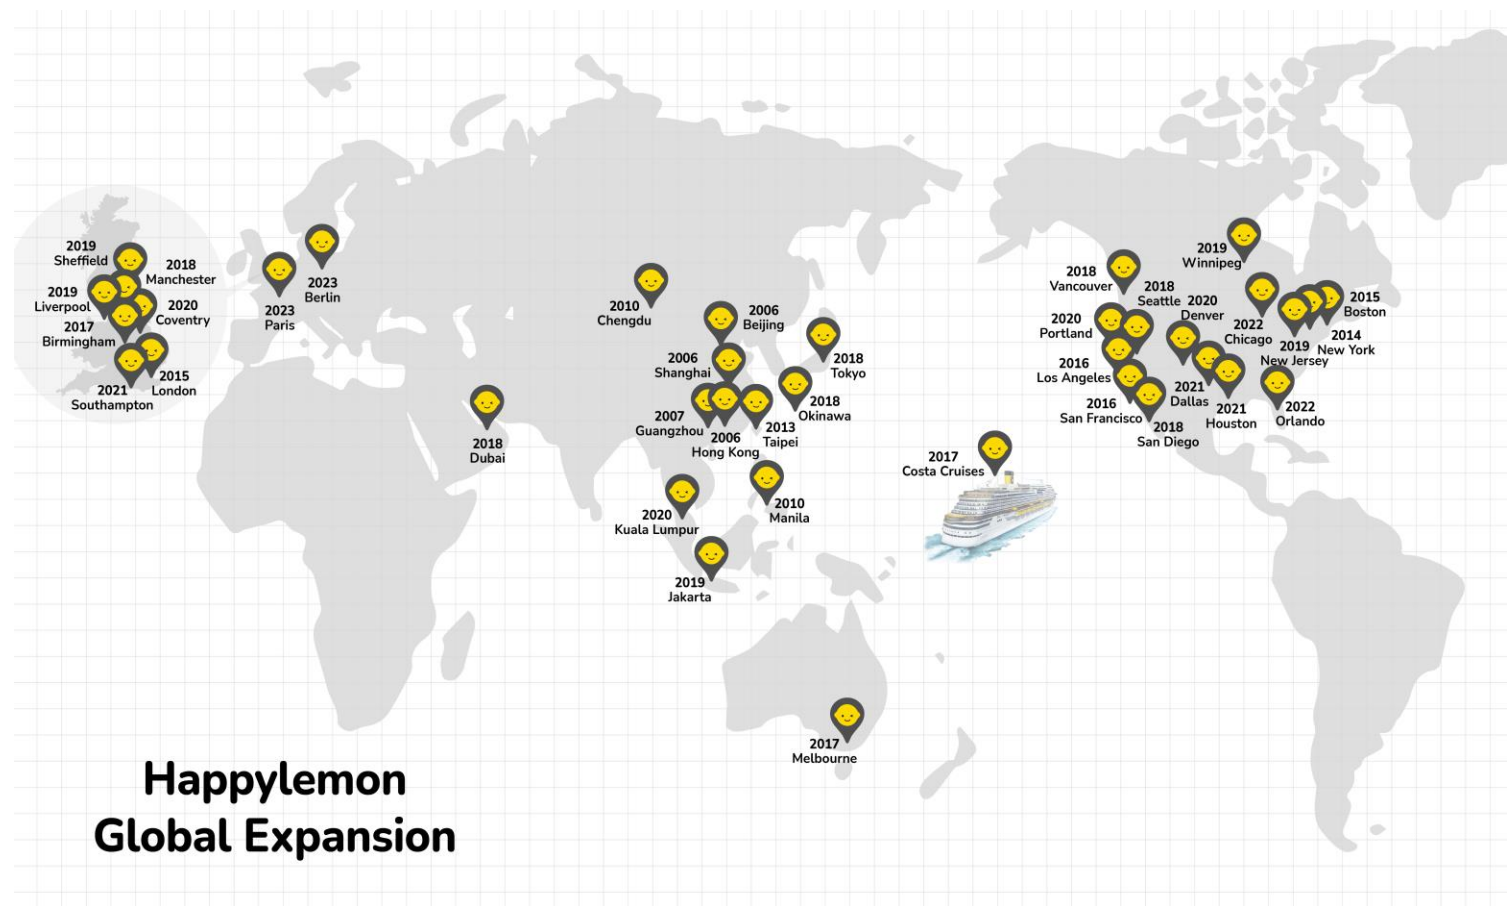 2019
Sheffield
2018
Manchester
2019
Liverpool
2020
Coventry
2017
Birmingham
2015
London
2021
Southampton
2023
Paris
2023
Berlin
2018
Dubai
2010
Chengdu
2006
Beijing
2006
Shanghai
2018
Tokyo
2018
Okinawa
2007
Guangzhou
2006
Hong Kong
2013
Taipei
2020
Kuala Lumpur
2010
Manila
2019
Jakarta
2017
Melbourne
2017
Costa Cruises
2018
Vancouver
2019
Winnipeg
2018
Seattle
2020
Portland
2020
Denver
2016
Los Angeles
2016
San Francisco
2018
San Diego
2021
Dallas
2021
Houston
2022
Chicago
2019
New Jersey
2014
New York
2015
Boston
2022
Orlando
Happylemon
Global Expansion